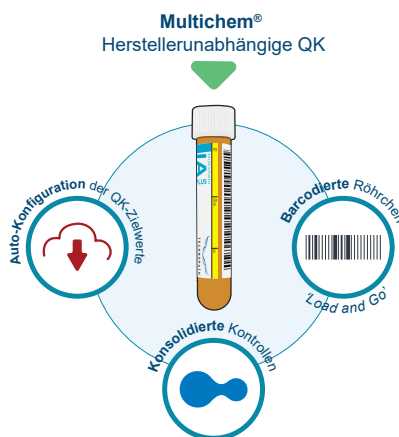 Multichem®
Herstellerunabhängige QK
Auto-Konfiguration der QK-Zielwerte
Barcodierte Röhrchen
'Load and Go'
Konsolidierte Kontrollen